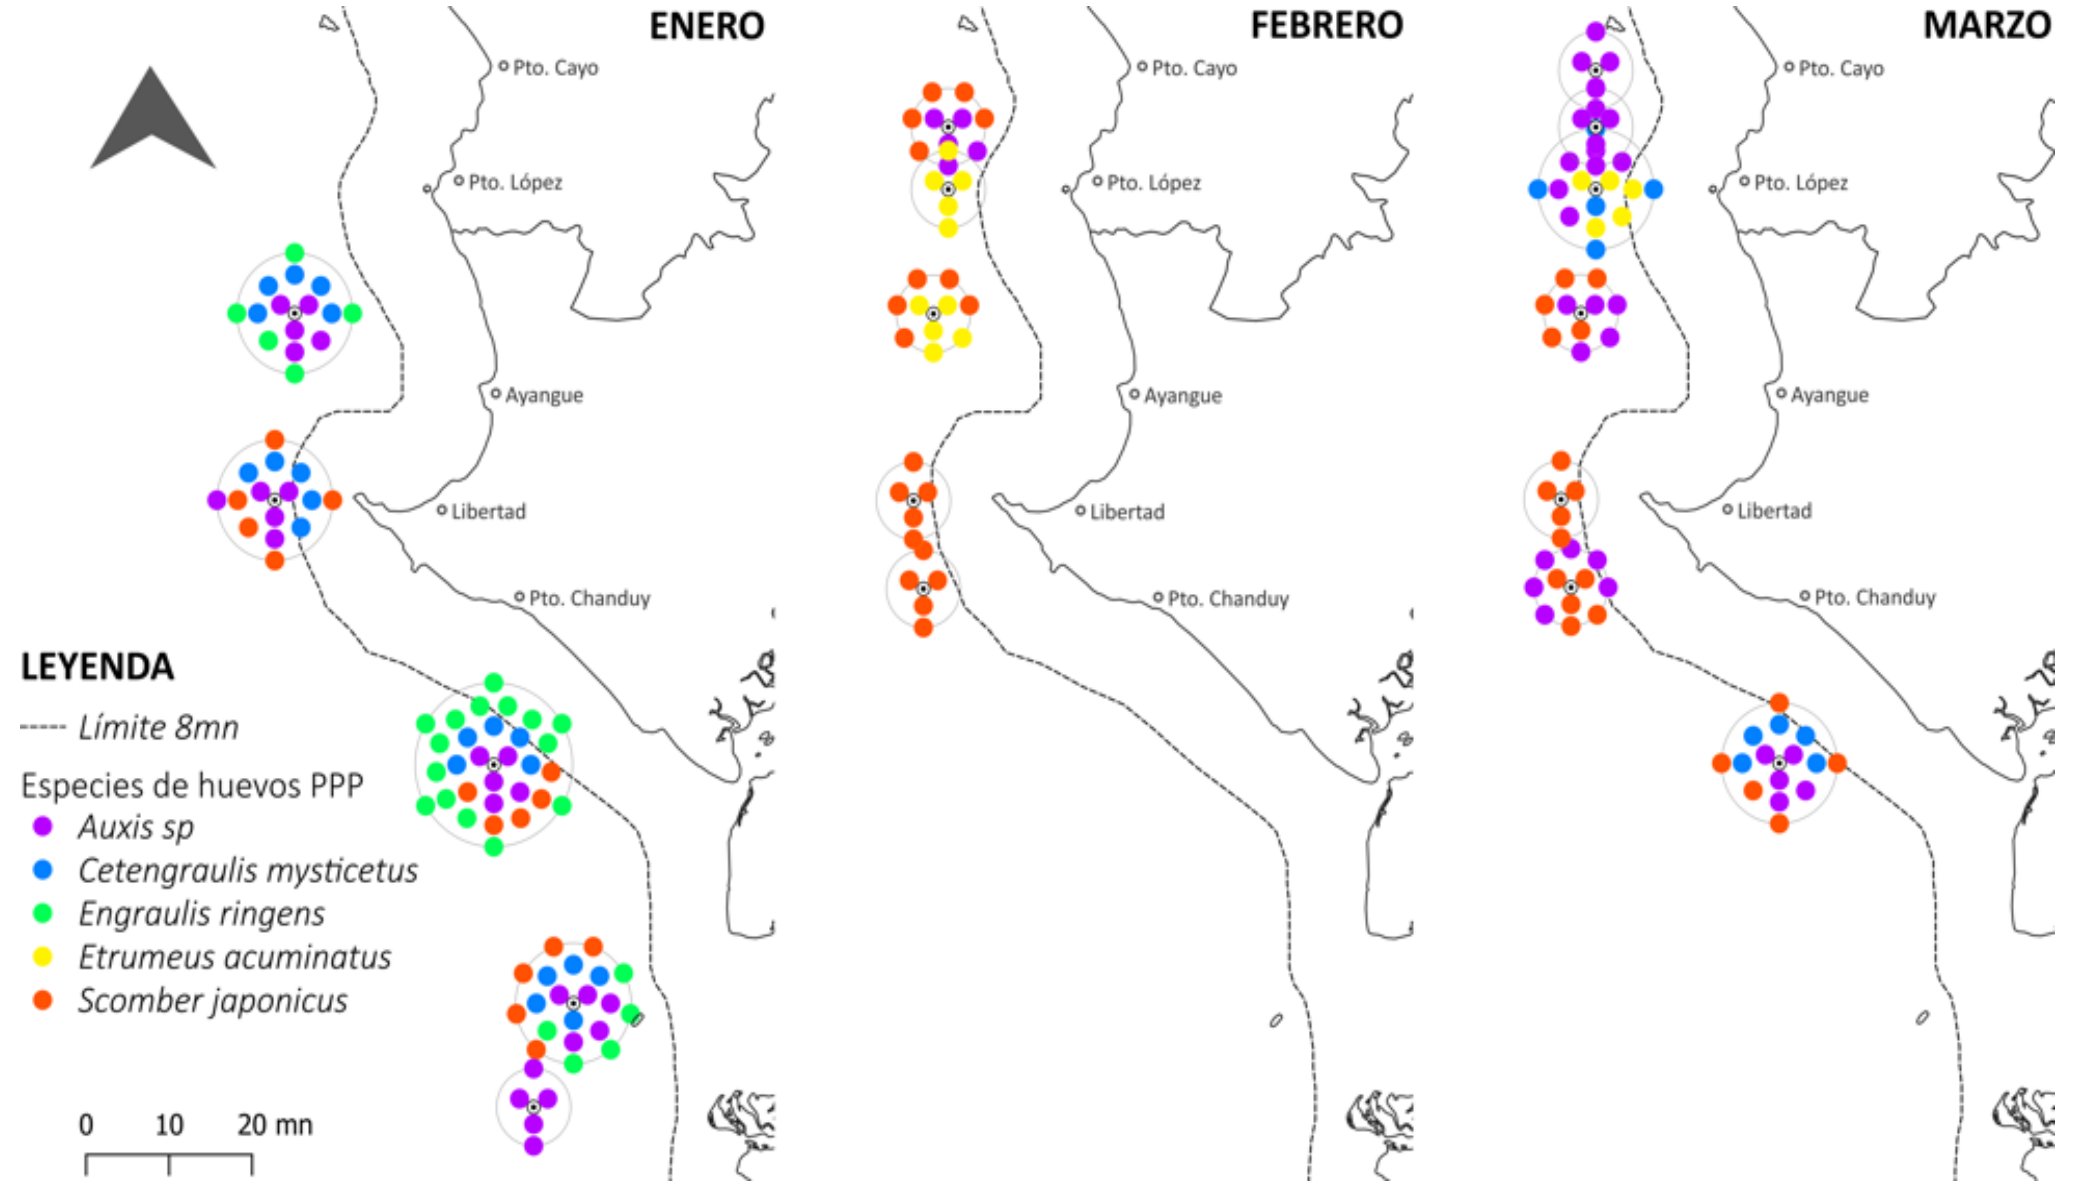 ENERO
Pto. Cayo
Pto. López
Ayangue
Libertad
Pto. Chanduy
LEYENDA
Límite 8mn
Especies de huevos PPP
Auxis sp
Cetengraulis mysticetus
Engraulis ringens
Etrumeus acuminatus
Scomber japonicus
0 10 20 mn
FEBRERO
Pto. Cayo
Pto. López
Ayangue
Libertad
Pto. Chanduy
MARZO
Pto. Cayo
Pto. López
Ayangue
Libertad
Pto. Chanduy